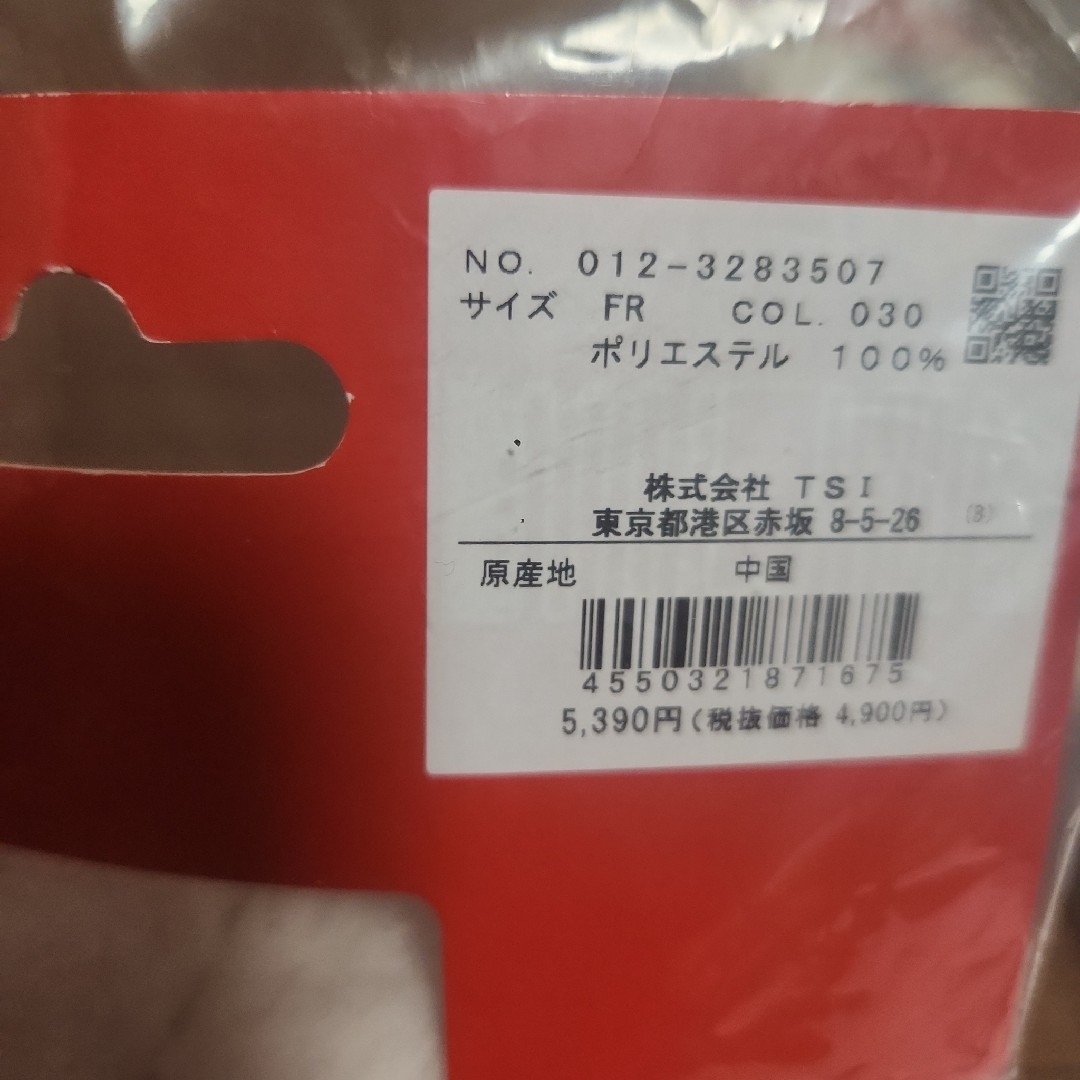 NO. 012-3283507
サイズ FR COL. 030
ポリエステル 100%
株式会社 TSI
東京都港区赤坂 8-5-26 (8)
原産地 中国
4550321871675
5,390円(税抜価格 4,900円)